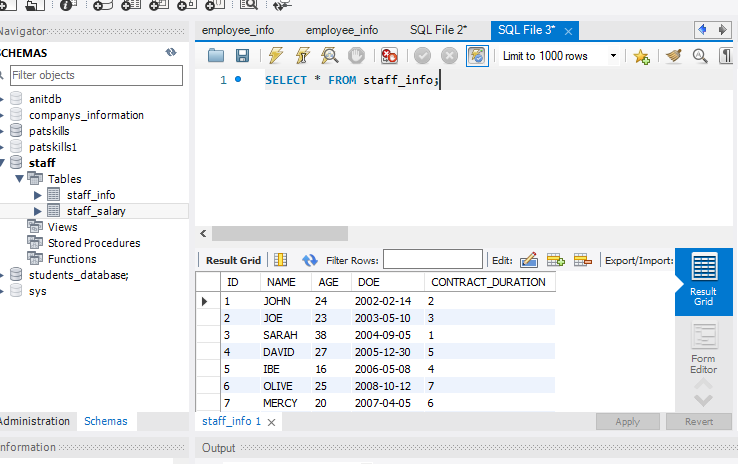 Navigator
employee_info employee_info SQL File 2* SQL File 3*
SCHEMAS
Limit to 1000 rows
Filter objects
1 SELECT * FROM staff_info;
anitdb
companys_information
patskills
patskills1
staff
Tables
staff_info
staff_salary
Views
Stored Procedures
Functions
students_database;
sys
Result Grid Filter Rows: Edit: Export/Import:
ID NAME AGE DOE CONTRACT_DURATION
1 JOHN 24 2002-02-14 2
2 JOE 23 2003-05-10 3
3 SARAH 38 2004-09-05 1
4 DAVID 27 2005-12-30 5
5 IBE 16 2006-05-08 4
6 OLIVE 25 2008-10-12 7
7 MERCY 20 2007-04-05 6
Result
Grid
Form
Editor
Administration Schemas
staff_info 1 Apply Revert
Information
Output